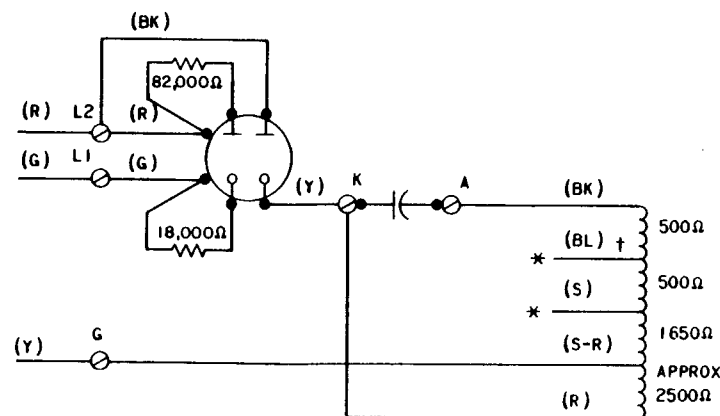 (BK)
82,000Ω
(R) L2 (R)
(G) L1 (G)
(Y) K A (BK)
18,000Ω
500Ω
* (BL) †
500Ω
* (S)
1650Ω
(Y) G (S-R)
APPROX
2500Ω
(R)